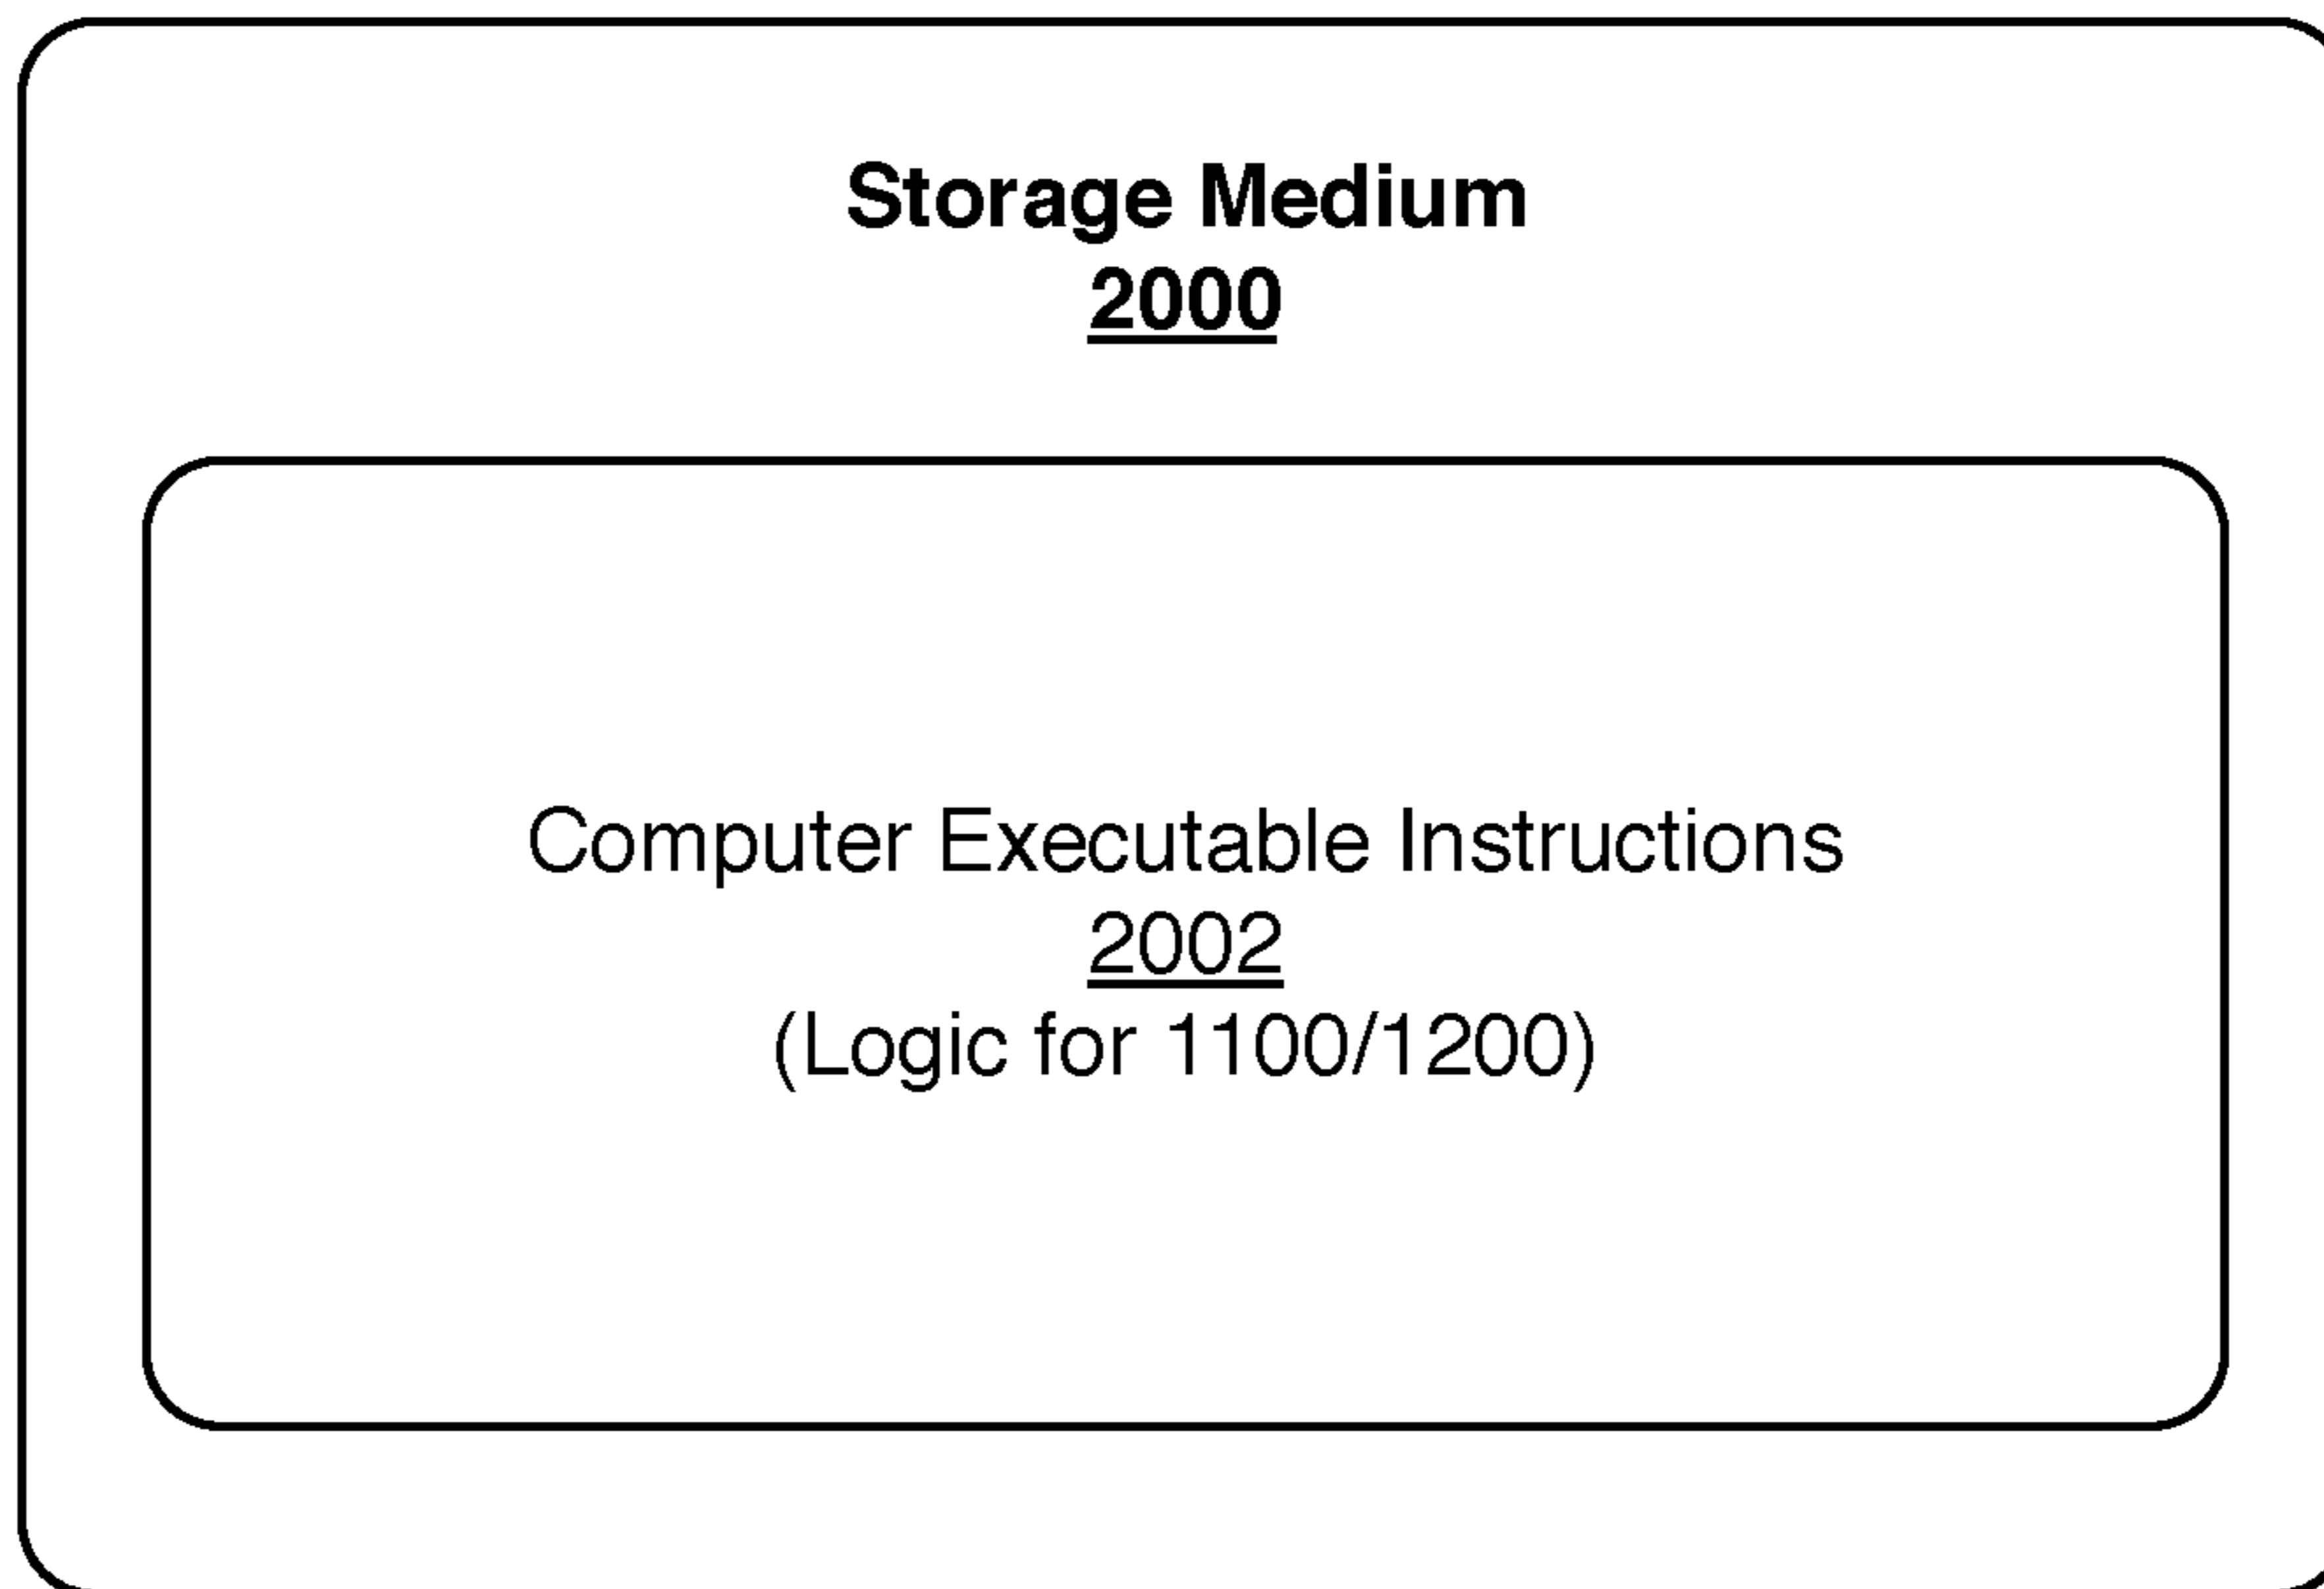 Storage Medium
2000
Computer Executable Instructions
2002
(Logic for 1100/1200)